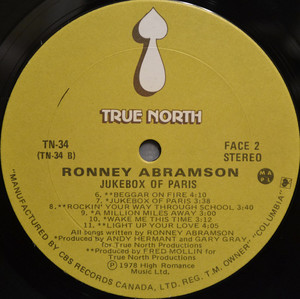 TRUE NORTH
TN-34
(TN-34 B)
FACE 2
STEREO
RONNEY ABRAMSON
JUKEBOX OF PARIS
6. **BEGGAR ON FIRE 4:10
7. *JUKEBOX OF PARIS 3:38
8. **ROCKIN' YOUR WAY THROUGH SCHOOL 3:40
9. *A MILLION MILES AWAY 3:00
10. *WAKE ME THIS TIME 3:12
11. **LIGHT UP YOUR LOVE 4:05
All songs written by RONNEY ABRAMSON
*Produced by ANDY HERMANT and GARY GRAY for
True North Productions
**Produced by FRED MOLLIN for
True North Productions
℗ 1978 High Romance
Music Ltd.
"MANUFACTURED BY CBS RECORDS CANADA, LTD. REG. T.M. OWNER-"COLUMBIA"